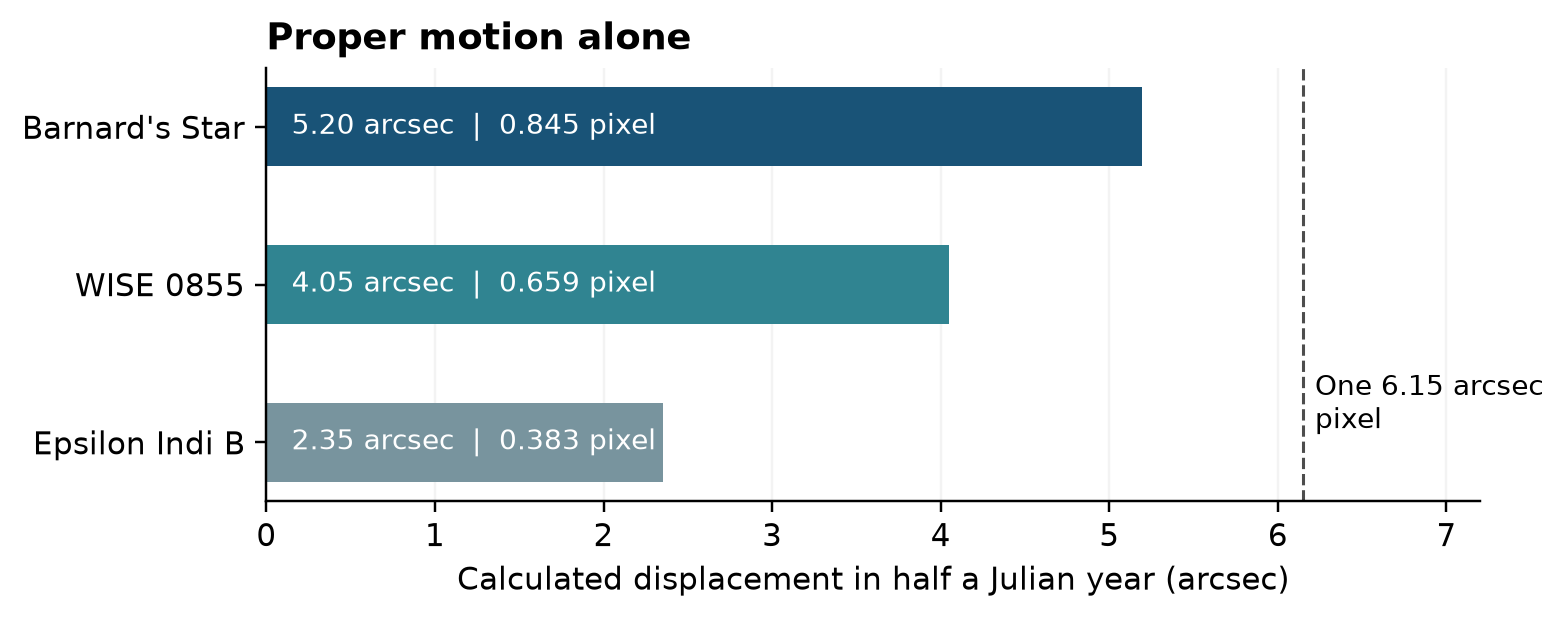 Proper motion alone
Barnard's Star
5.20 arcsec | 0.845 pixel
WISE 0855
4.05 arcsec | 0.659 pixel
One 6.15 arcsec
pixel
Epsilon Indi B
2.35 arcsec | 0.383 pixel
0 1 2 3 4 5 6 7
Calculated displacement in half a Julian year (arcsec)